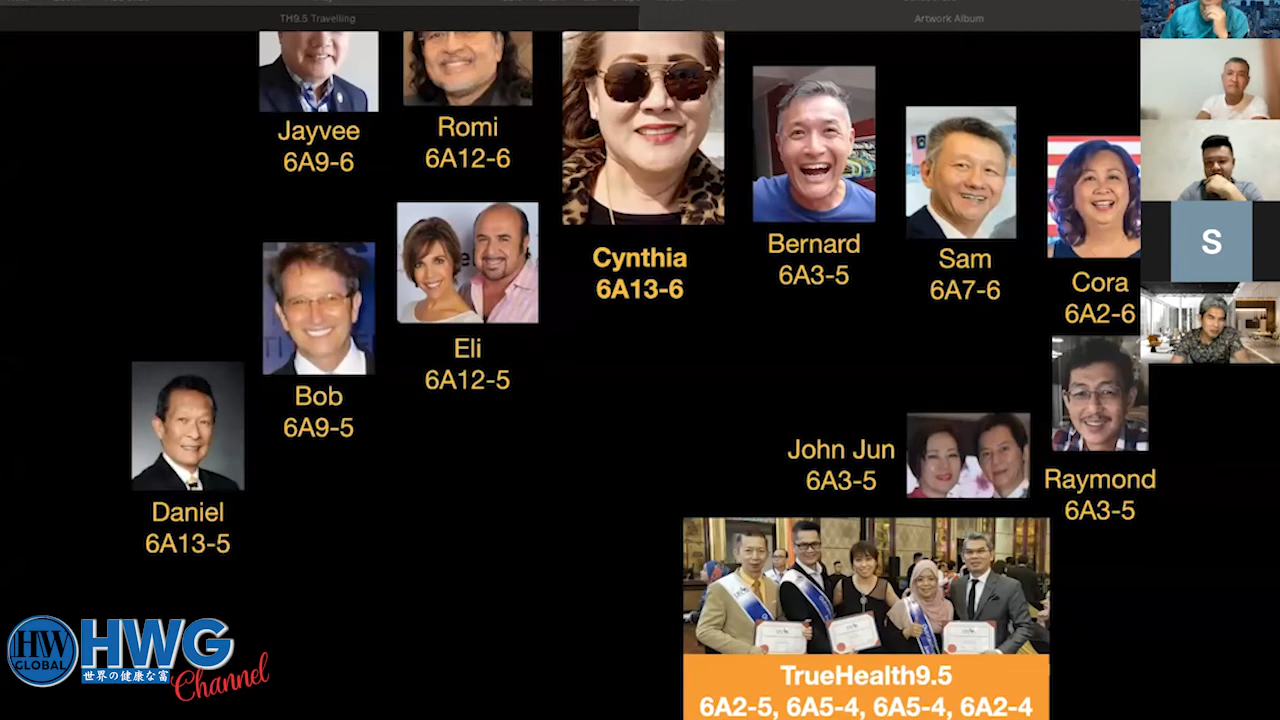 TH9.5 Travelling
Artwork Album
Jayvee
6A9-6
Romi
6A12-6
Cynthia
6A13-6
Bernard
6A3-5
Sam
6A7-6
Cora
6A2-6
Bob
6A9-5
Eli
6A12-5
Daniel
6A13-5
John Jun
6A3-5
Raymond
6A3-5
S
TrueHealth9.5
6A2-5, 6A5-4, 6A5-4, 6A2-4
HW
GLOBAL
HWG
世界の健康な富
Channel